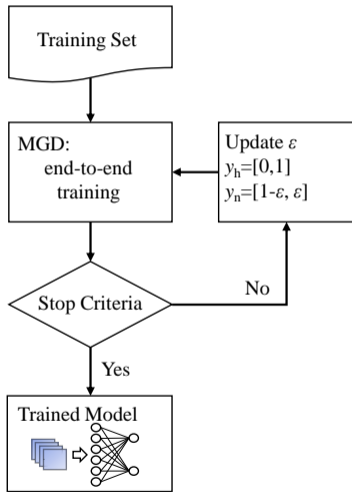 Training Set
MGD:
end-to-end
training
Update ε
yh=[0,1]
yn=[1-ε, ε]
Stop Criteria
No
Yes
Trained Model